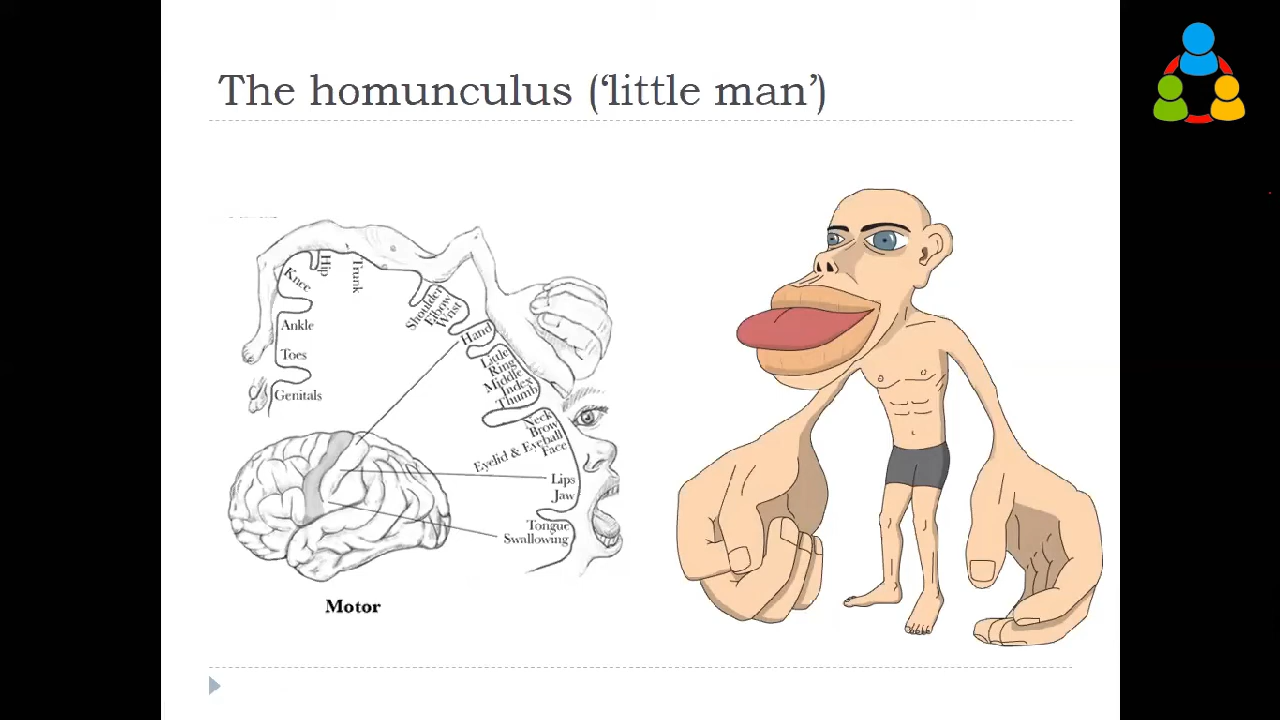 The homunculus (‘little man’)
Knee
Hip
Trunk
Shoulder
Elbow
Wrist
Hand
Little
Ring
Middle
Index
Thumb
Neck
Brow
Eyelid & Eyeball
Face
Lips
Jaw
Tongue
Swallowing
Ankle
Toes
Genitals
Motor